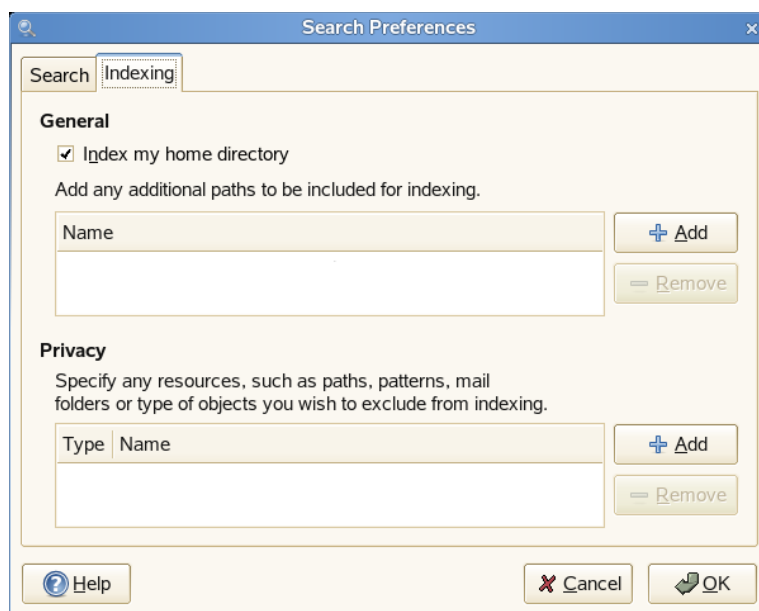 Search Preferences
Search Indexing
General
Index my home directory
Add any additional paths to be included for indexing.
Name
Add
Remove
Privacy
Specify any resources, such as paths, patterns, mail
folders or type of objects you wish to exclude from indexing.
Type Name
Add
Remove
Help Cancel OK